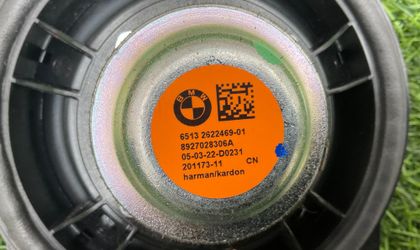 BMW
6513 2622469-01
8927028306A
05-03-22-D0231
201173-11 CN
harman/kardon